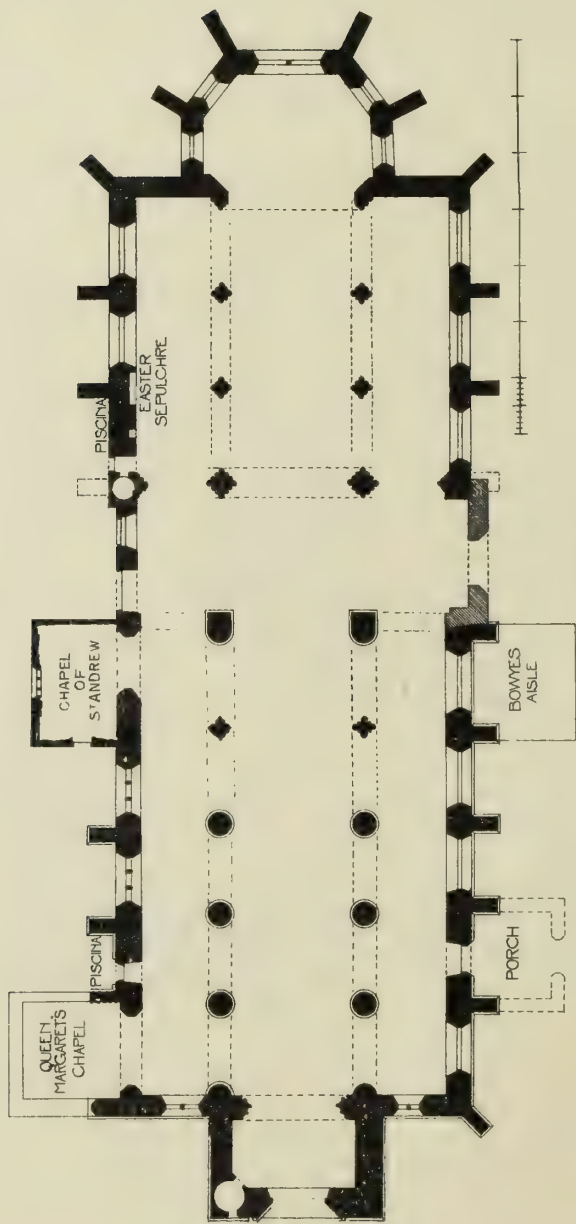 PISCINA
EASTER
SEPULCHRE
CHAPEL
OF
ST ANDREW
BOWYES
AISLE
PISCINA
PORCH
QUEEN
MARGARET'S
CHAPEL